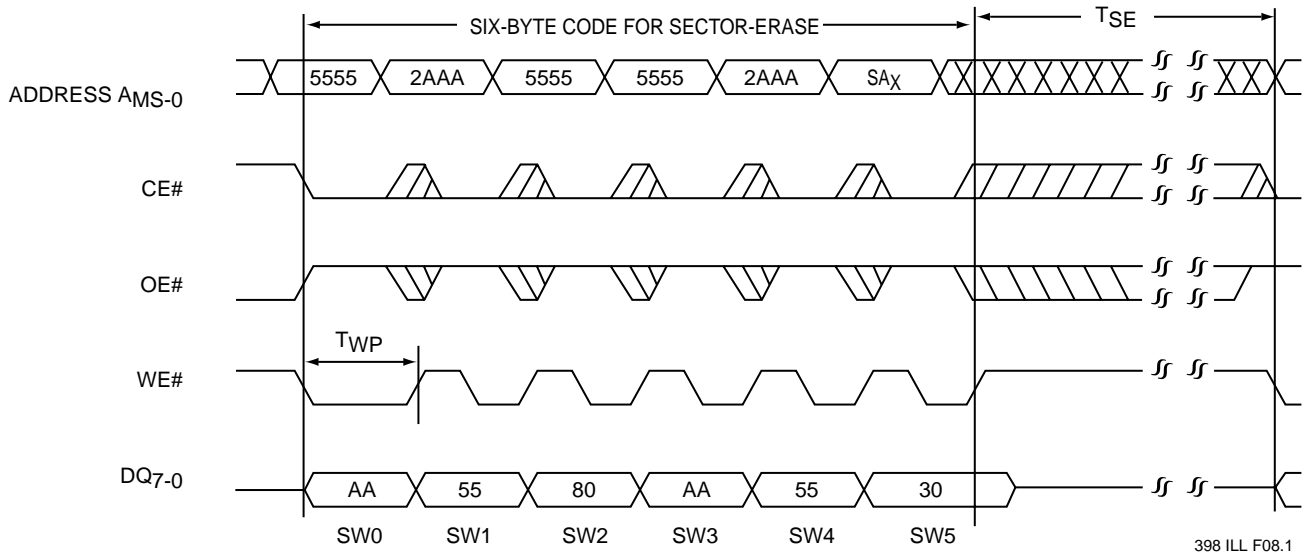 SIX-BYTE CODE FOR SECTOR-ERASE TSE
ADDRESS AMS-0 5555 2AAA 5555 5555 2AAA SAX
CE#
OE#
TWP
WE#
DQ7-0 AA 55 80 AA 55 30
SW0 SW1 SW2 SW3 SW4 SW5
398 ILL F08.1